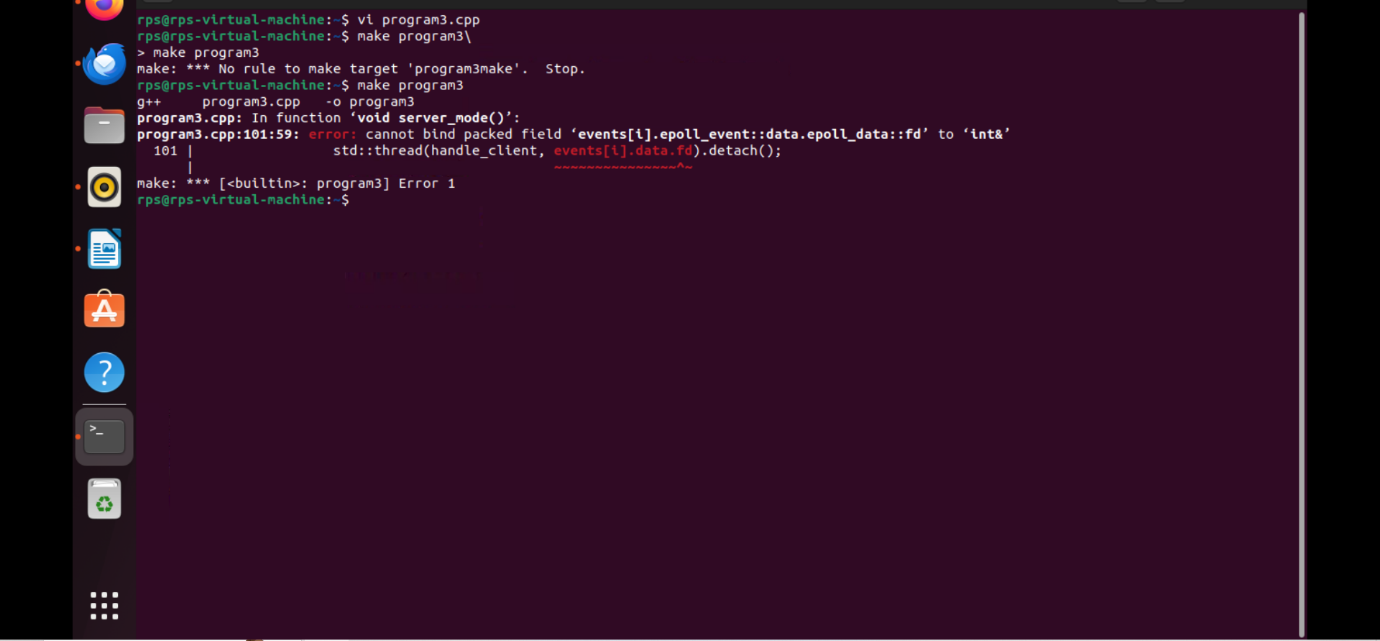 rps@rps-virtual-machine:~$ vi program3.cpp
rps@rps-virtual-machine:~$ make program3\
> make program3
make: *** No rule to make target 'program3make'.  Stop.
rps@rps-virtual-machine:~$ make program3
g++     program3.cpp   -o program3
program3.cpp: In function ‘void server_mode()’:
program3.cpp:101:59: error: cannot bind packed field ‘events[i].epoll_event::data.epoll_data::fd’ to ‘int&’
  101 |                 std::thread(handle_client, events[i].data.fd).detach();
      |                                            ~~~~~~~~~~~~~~~^~
make: *** [<builtin>: program3] Error 1
rps@rps-virtual-machine:~$